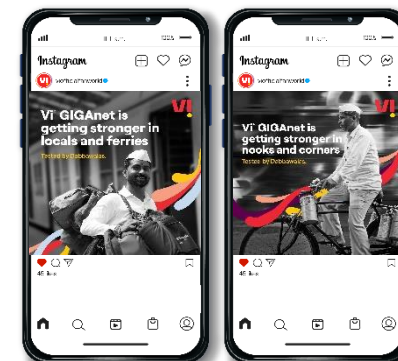 Instagram
Vi
Vi GIGAnet is
getting stronger in
locals and ferries
Tested by Dabbawalas.
Instagram
Vi
Vi GIGAnet is
getting stronger in
nooks and corners
Tested by Dabbawalas.